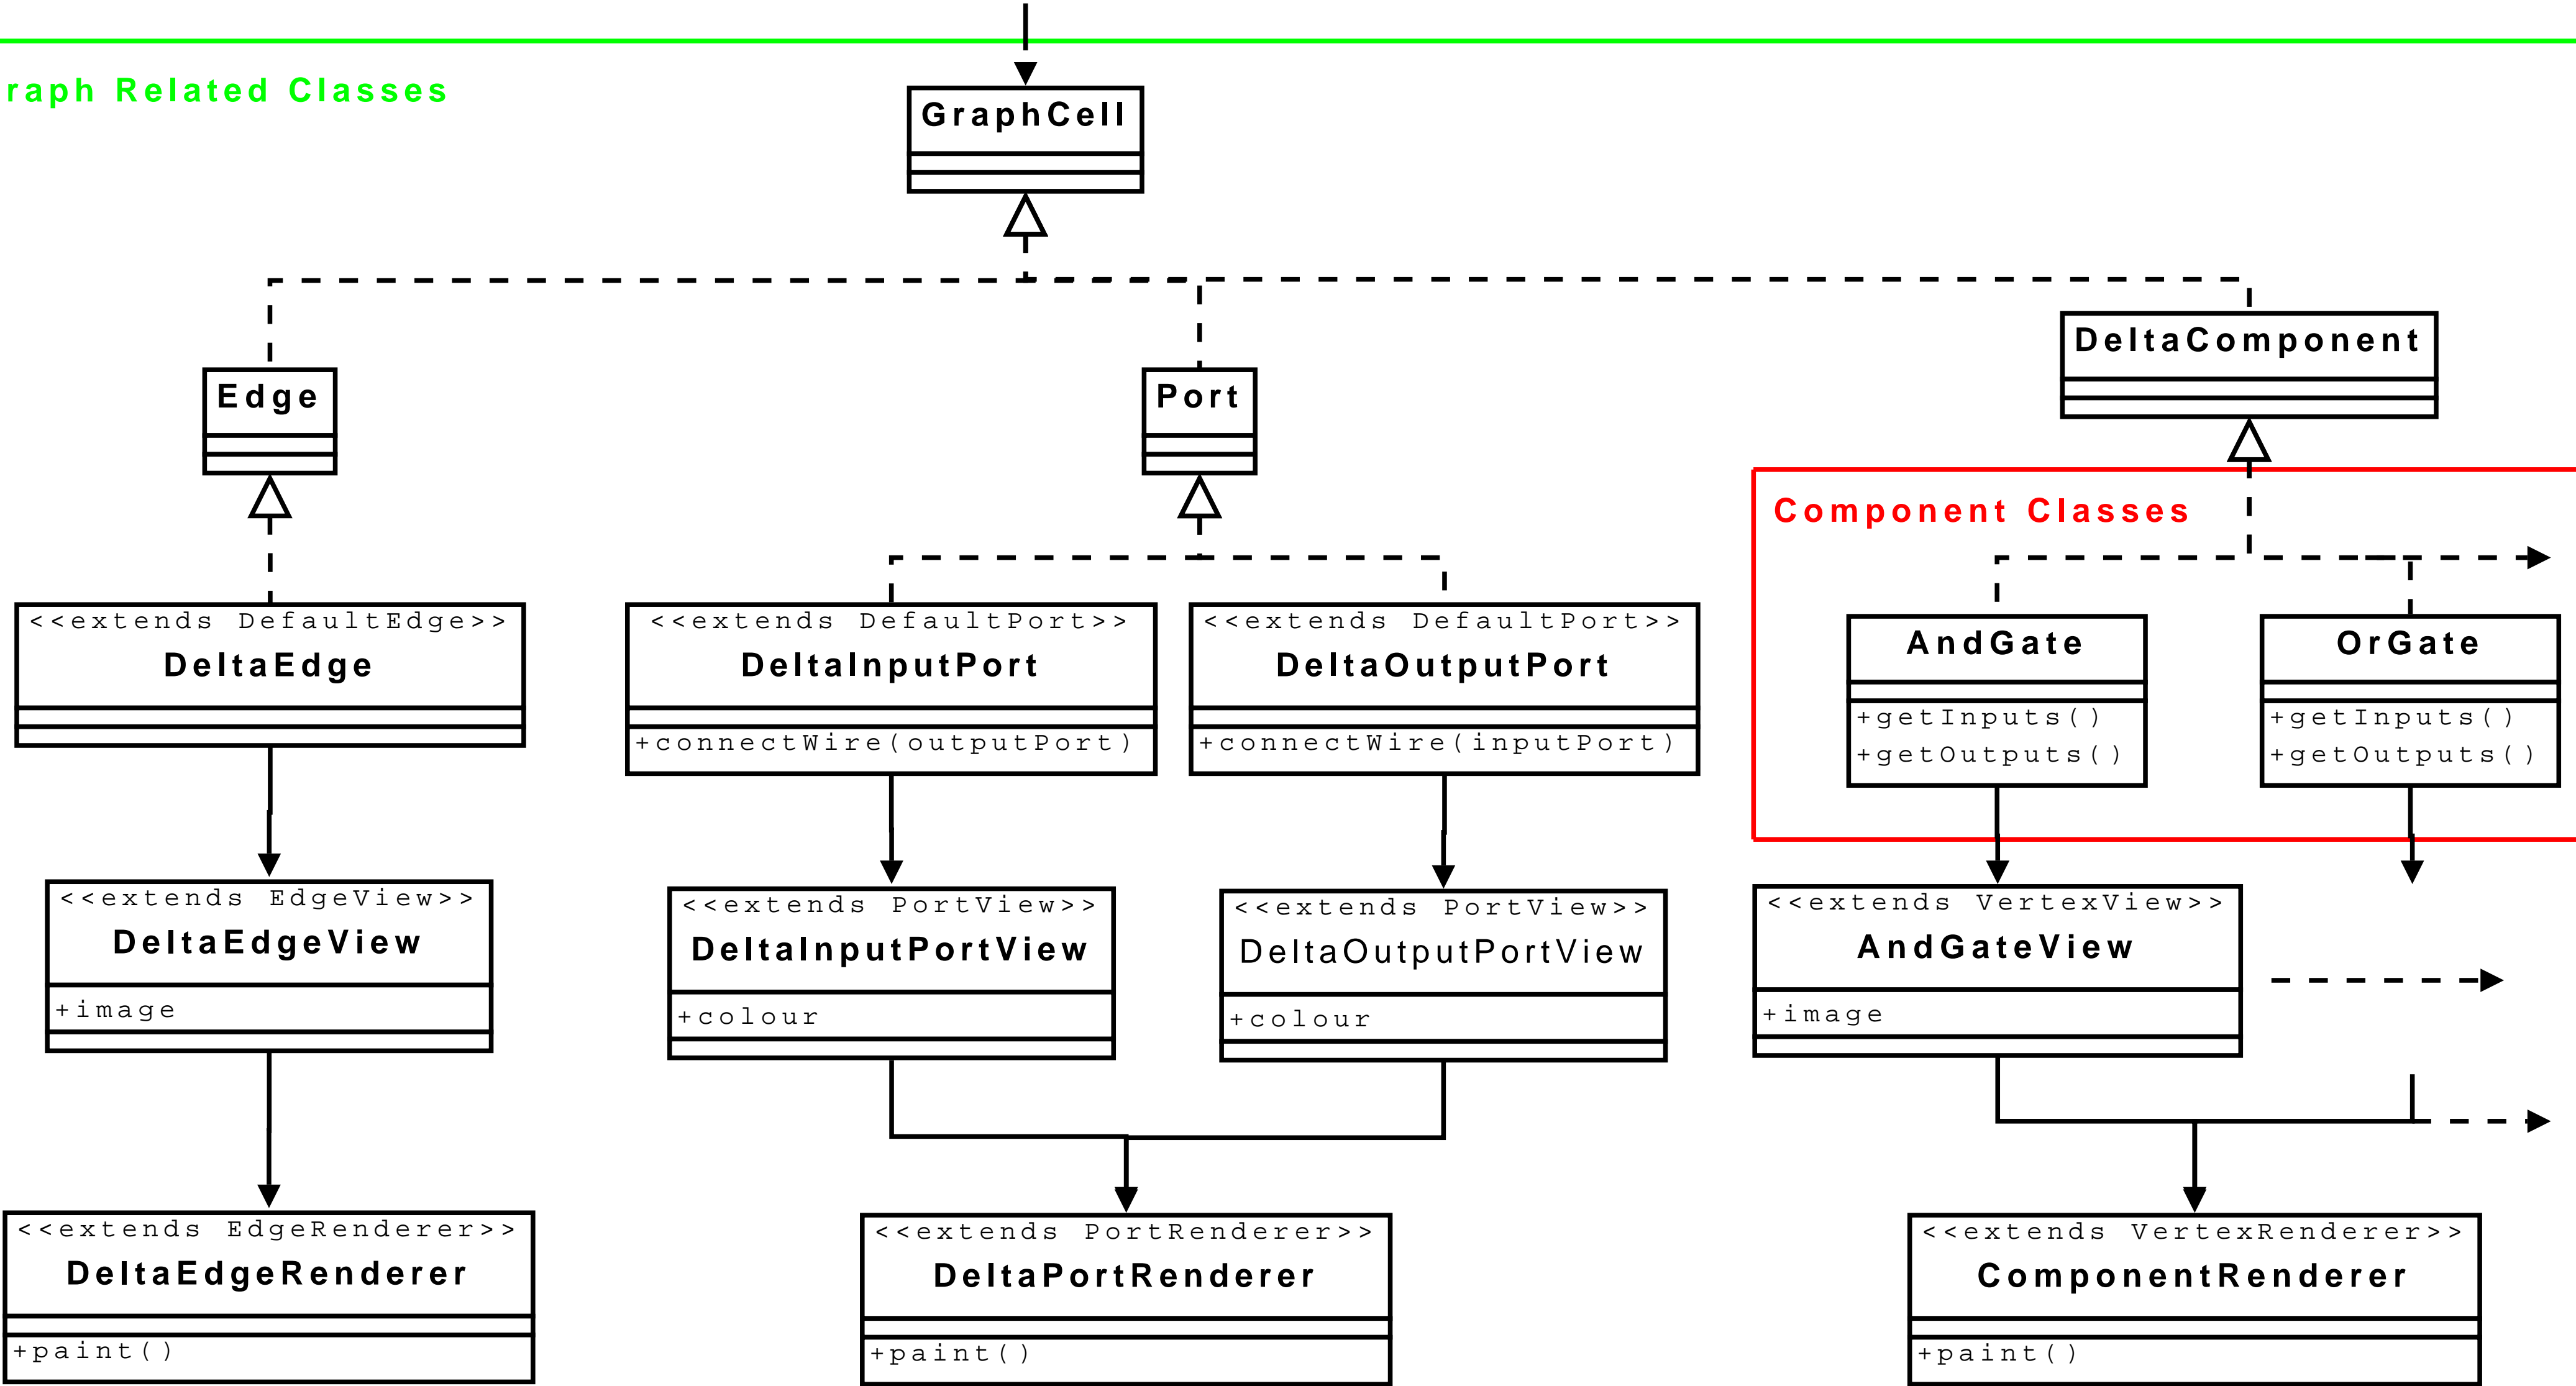 raph Related Classes
GraphCell
Edge
Port
DeltaComponent
Component Classes
<<extends DefaultEdge>>
DeltaEdge
<<extends DefaultPort>>
DeltaInputPort
+connectWire(outputPort)
<<extends DefaultPort>>
DeltaOutputPort
+connectWire(inputPort)
AndGate
+getInputs()
+getOutputs()
OrGate
+getInputs()
+getOutputs()
<<extends EdgeView>>
DeltaEdgeView
+image
<<extends PortView>>
DeltaInputPortView
+colour
<<extends PortView>>
DeltaOutputPortView
+colour
<<extends VertexView>>
AndGateView
+image
<<extends EdgeRenderer>>
DeltaEdgeRenderer
+paint()
<<extends PortRenderer>>
DeltaPortRenderer
+paint()
<<extends VertexRenderer>>
ComponentRenderer
+paint()